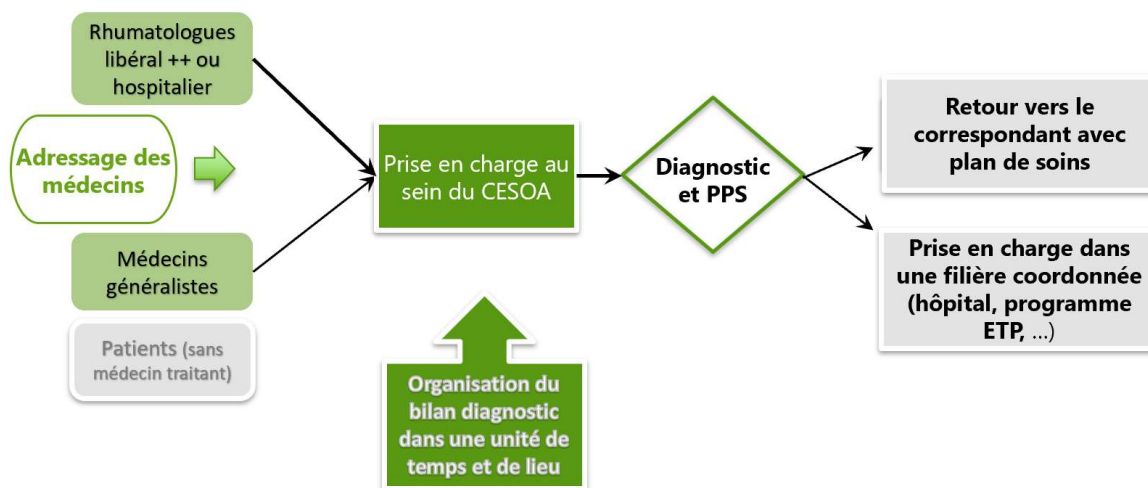 Rhumatologues
libéral ++ ou
hospitalier
Adressage des
médecins
Médecins
généralistes
Patients (sans
médecin traitant)
Prise en charge au
sein du CESOA
Organisation du
bilan diagnostic
dans une unité de
temps et de lieu
Diagnostic
et PPS
Retour vers le
correspondant avec
plan de soins
Prise en charge dans
une filière coordonnée
(hôpital, programme
ETP, ...)